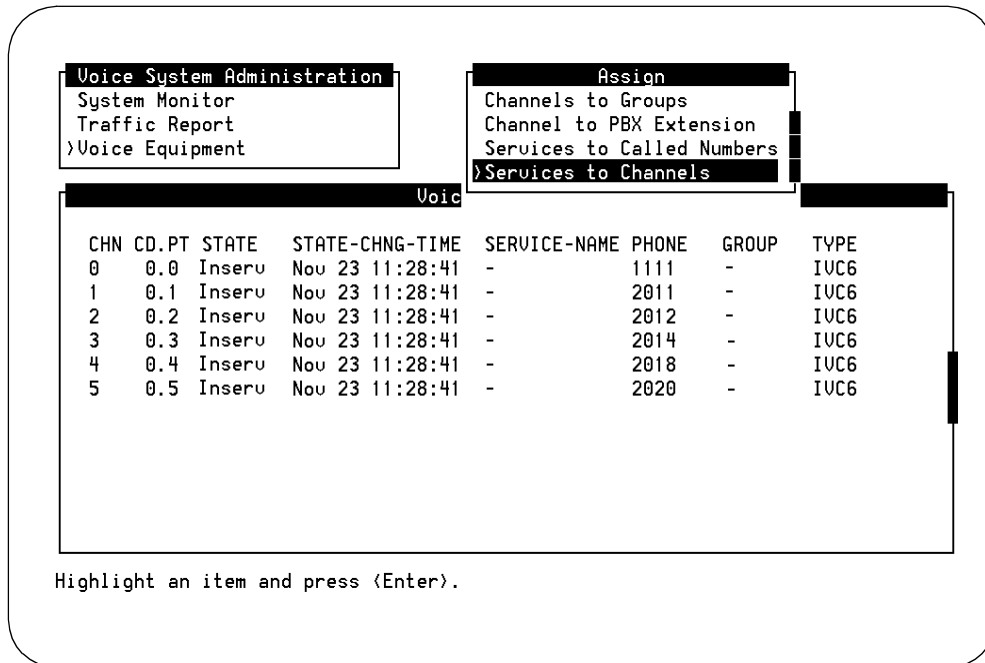 Voice System Administration
System Monitor
Traffic Report
>Voice Equipment
Assign
Channels to Groups
Channel to PBX Extension
Services to Called Numbers
>Services to Channels
Voic
CHN CD.PT STATE STATE-CHNG-TIME SERVICE-NAME PHONE GROUP TYPE
0 0.0 Inserv Nov 23 11:28:41 - 1111 - IVC6
1 0.1 Inserv Nov 23 11:28:41 - 2011 - IVC6
2 0.2 Inserv Nov 23 11:28:41 - 2012 - IVC6
3 0.3 Inserv Nov 23 11:28:41 - 2014 - IVC6
4 0.4 Inserv Nov 23 11:28:41 - 2018 - IVC6
5 0.5 Inserv Nov 23 11:28:41 - 2020 - IVC6
Highlight an item and press <Enter>.